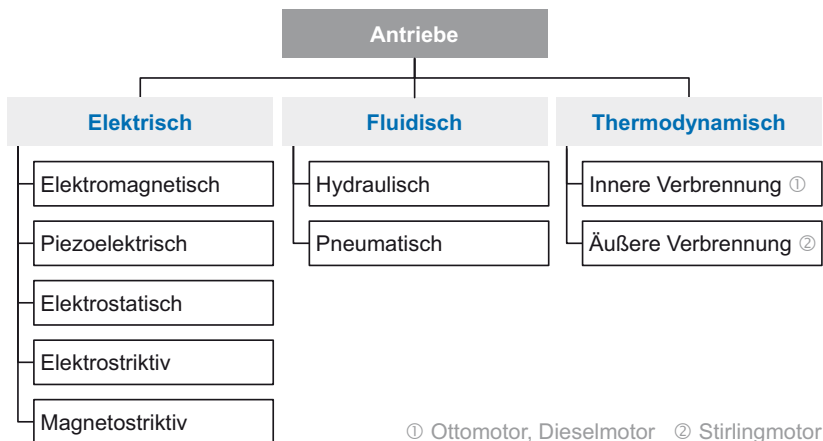 Antriebe
Elektrisch
Fluidisch
Thermodynamisch
Elektromagnetisch
Piezoelektrisch
Elektrostatisch
Elektrostriktiv
Magnetostriktiv
Hydraulisch
Pneumatisch
Innere Verbrennung ①
Äußere Verbrennung ②
① Ottomotor, Dieselmotor ② Stirlingmotor